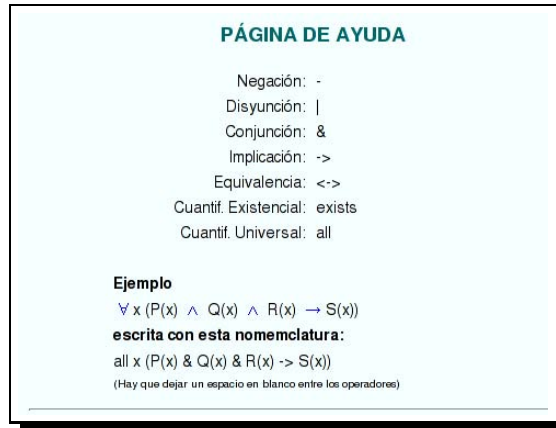 PÁGINA DE AYUDA
Negación: -
Disyunción: |
Conjunción: &
Implicación: ->
Equivalencia: <->
Cuantif. Existencial: exists
Cuantif. Universal: all
Ejemplo
∀ x (P(x) ∧ Q(x) ∧ R(x) → S(x))
escrita con esta nomemclatura:
all x (P(x) & Q(x) & R(x) -> S(x))
(Hay que dejar un espacio en blanco entre los operadores)